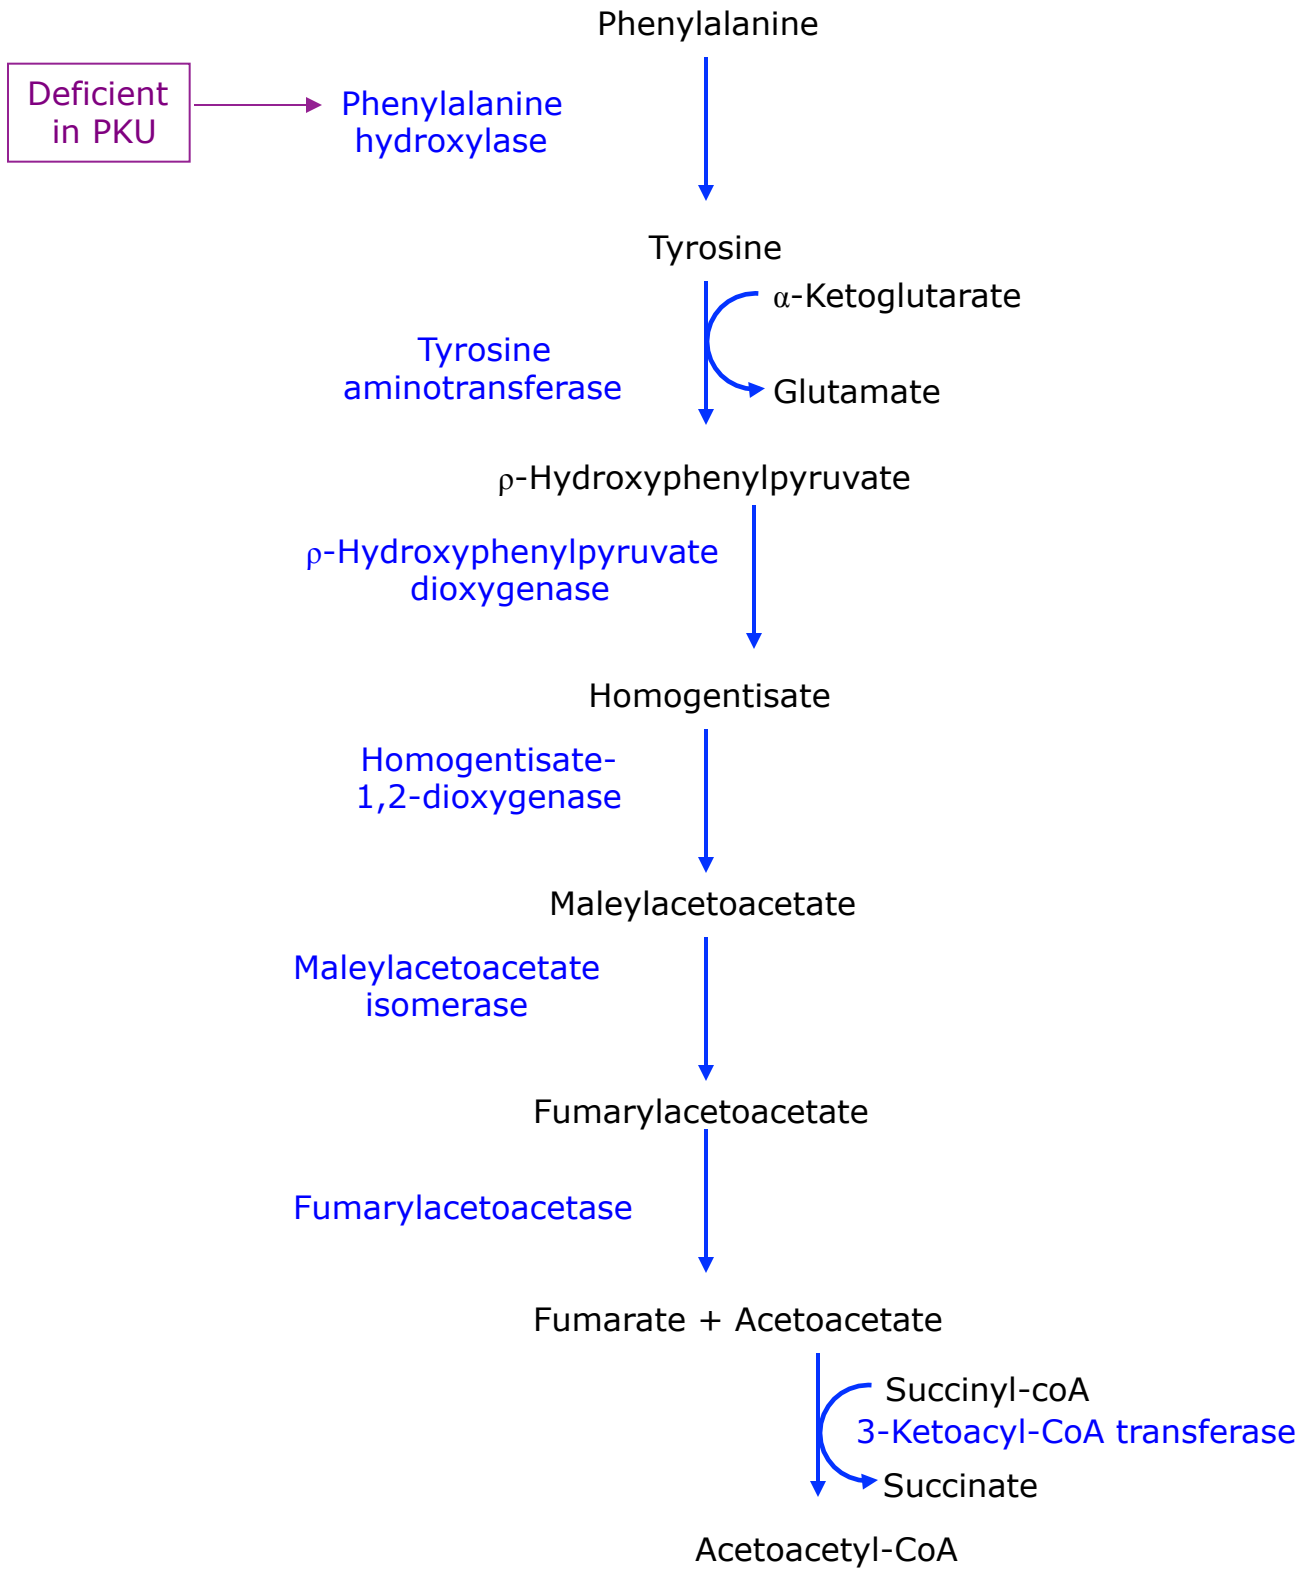 Phenylalanine
Deficient
in PKU
Phenylalanine
hydroxylase
Tyrosine
α-Ketoglutarate
Tyrosine
aminotransferase
Glutamate
ρ-Hydroxyphenylpyruvate
ρ-Hydroxyphenylpyruvate
dioxygenase
Homogentisate
Homogentisate-
1,2-dioxygenase
Maleylacetoacetate
Maleylacetoacetate
isomerase
Fumarylacetoacetate
Fumarylacetoacetase
Fumarate + Acetoacetate
Succinyl-coA
3-Ketoacyl-CoA transferase
Succinate
Acetoacetyl-CoA